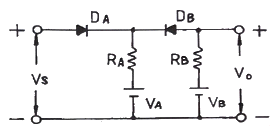 + DA DB +
RA RB
Vs Vo
VA VB
− −